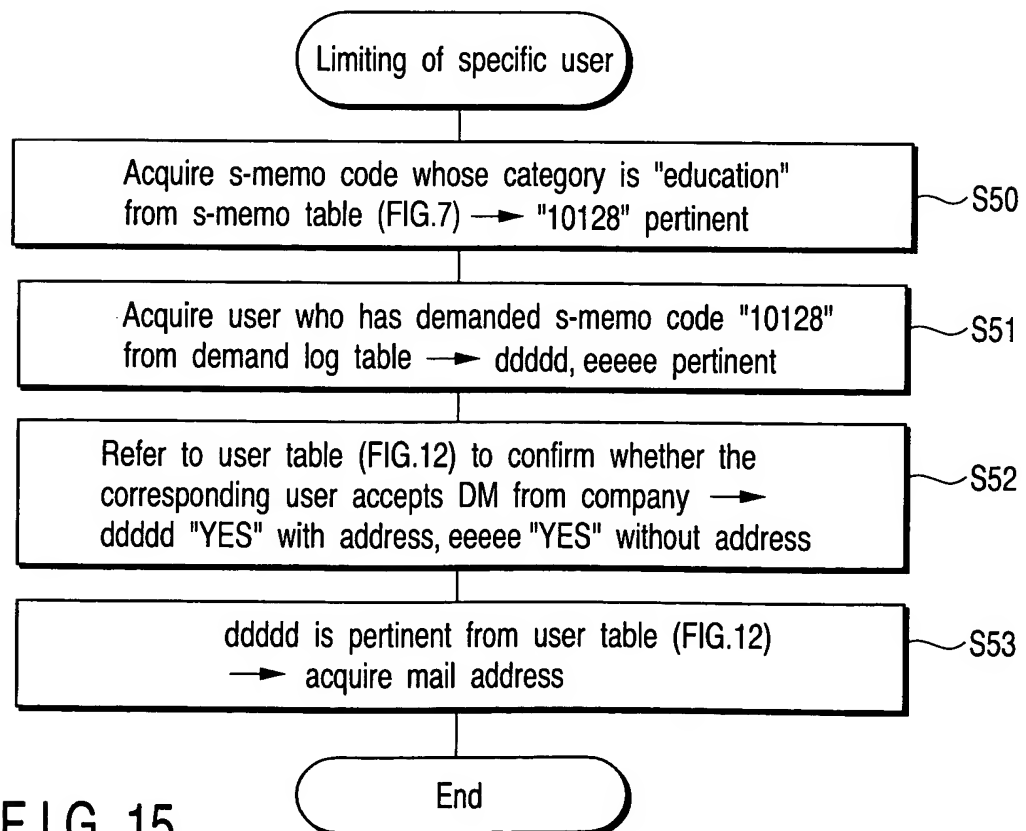 Limiting of specific user
Acquire s-memo code whose category is "education"
from s-memo table (FIG.7) → "10128" pertinent
S50
Acquire user who has demanded s-memo code "10128"
from demand log table → ddddd, eeeee pertinent
S51
Refer to user table (FIG.12) to confirm whether the
corresponding user accepts DM from company →
ddddd "YES" with address, eeeee "YES" without address
S52
ddddd is pertinent from user table (FIG.12)
→ acquire mail address
S53
End
FIG. 15